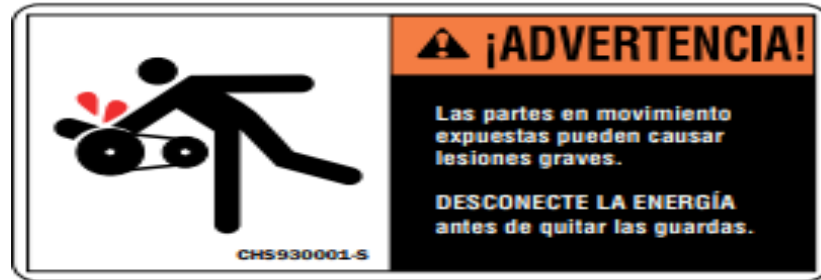 ¡ADVERTENCIA!
Las partes en movimiento
expuestas pueden causar
lesiones graves.
DESCONECTE LA ENERGÍA
antes de quitar las guardas.
CHS930001-S